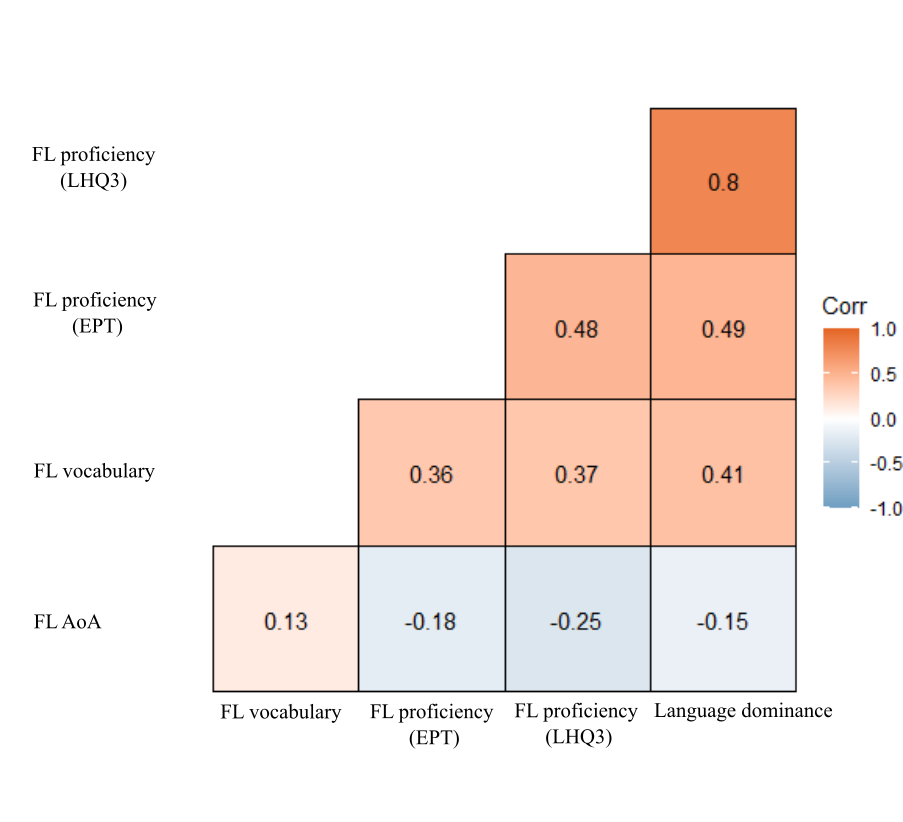 FL proficiency
(LHQ3)
0.8
FL proficiency
(EPT)
0.48 0.49
Corr
1.0
0.5
0.0
-0.5
-1.0
FL vocabulary
0.36 0.37 0.41
FL AoA
0.13 -0.18 -0.25 -0.15
FL vocabulary FL proficiency FL proficiency Language dominance
(EPT) (LHQ3)